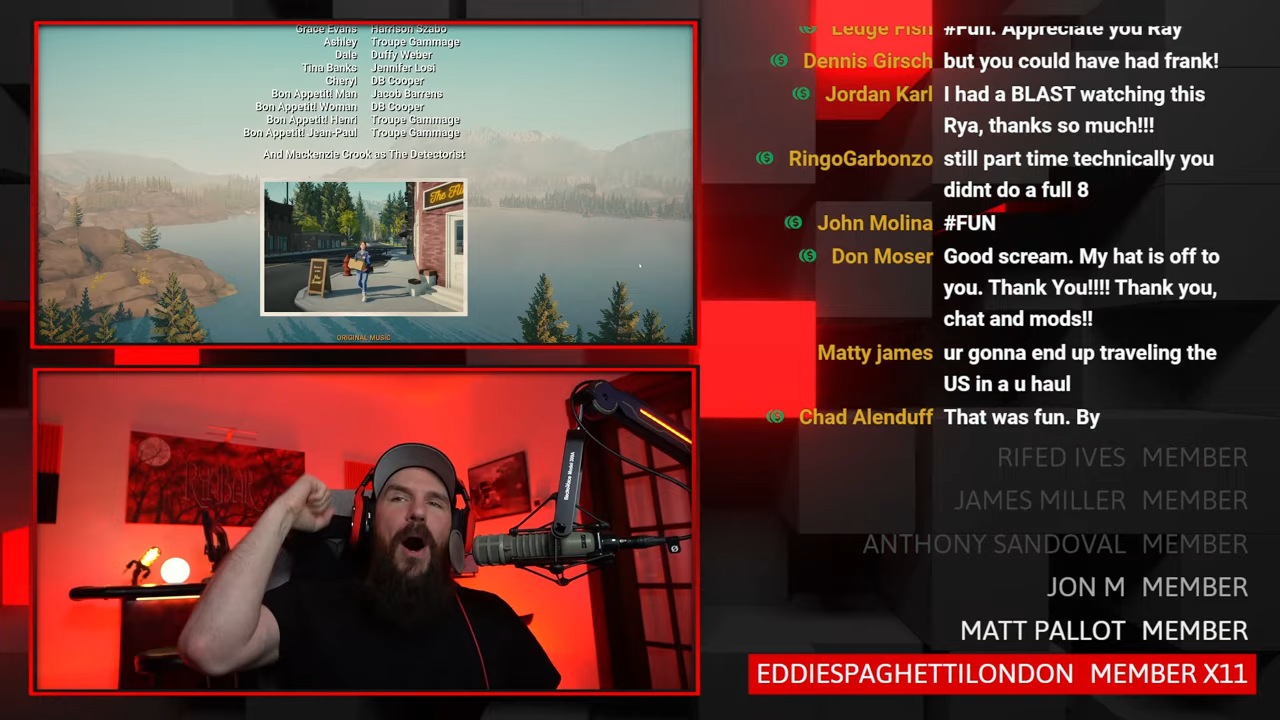 Grace Evans Harrison Szabo
Ashley Troupe Gammage
Dale Duffy Weber
Tina Banks Jennifer Losi
Cheryl DB Cooper
Bon Appetit! Man Jacob Barrens
Bon Appetit! Woman DB Cooper
Bon Appetit! Henri Troupe Gammage
Bon Appetit! Jean-Paul Troupe Gammage
And Mackenzie Crook as The Detectorist
ORIGINAL MUSIC
Ledge Fish #Fun. Appreciate you Ray
Dennis Girsch but you could have had frank!
Jordan Karl I had a BLAST watching this
Rya, thanks so much!!!
RingoGarbonzo still part time technically you
didnt do a full 8
John Molina #FUN
Don Moser Good scream. My hat is off to
you. Thank You!!!! Thank you,
chat and mods!!
Matty james ur gonna end up traveling the
US in a u haul
Chad Alenduff That was fun. By
RIFED IVES MEMBER
JAMES MILLER MEMBER
ANTHONY SANDOVAL MEMBER
JON M MEMBER
MATT PALLOT MEMBER
EDDIESPAGHETTILONDON MEMBER X11